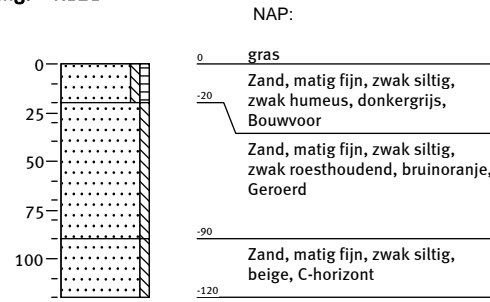 NAP:
0
25
50
75
100
0 gras
Zand, matig fijn, zwak siltig,
zwak humeus, donkergrijs,
Bouwvoor
-20
Zand, matig fijn, zwak siltig,
zwak roesthoudend, bruinoranje,
Geroerd
-90
Zand, matig fijn, zwak siltig,
beige, C-horizont
-120